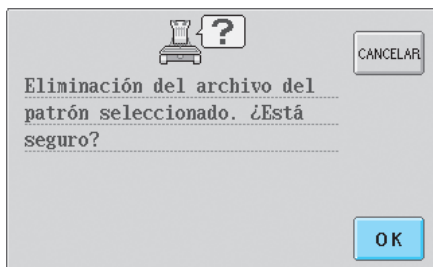 ?
CANCELAR
Eliminación del archivo del
patrón seleccionado. ¿Está
seguro?
OK